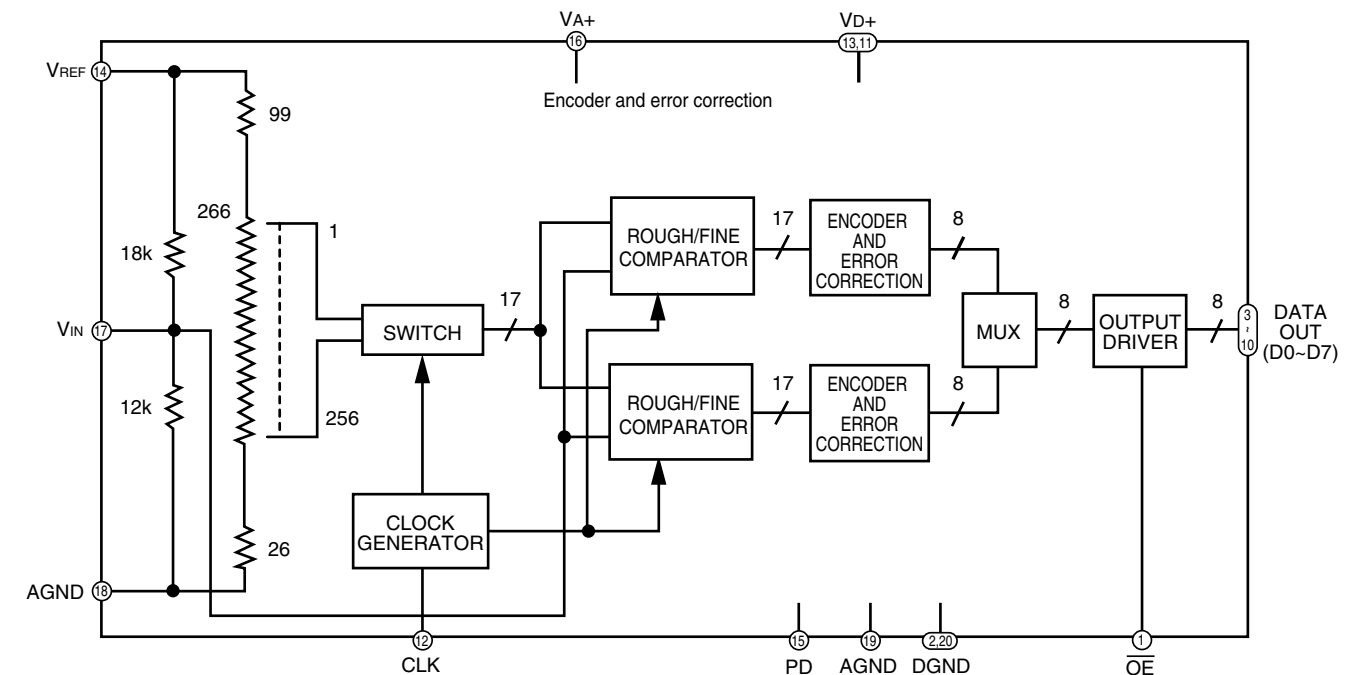 VA+
VD+
16
13,11
VREF
14
Encoder and error correction
99
266
1
18k
17
ROUGH/FINE
COMPARATOR
17
ENCODER
AND
ERROR
CORRECTION
8
VIN
17
SWITCH
MUX
8
OUTPUT
DRIVER
8
3
~
10
DATA
OUT
(D0~D7)
12k
256
ROUGH/FINE
COMPARATOR
17
ENCODER
AND
ERROR
CORRECTION
8
CLOCK
GENERATOR
26
AGND
18
12
CLK
15
PD
19
AGND
2,20
DGND
1
OE